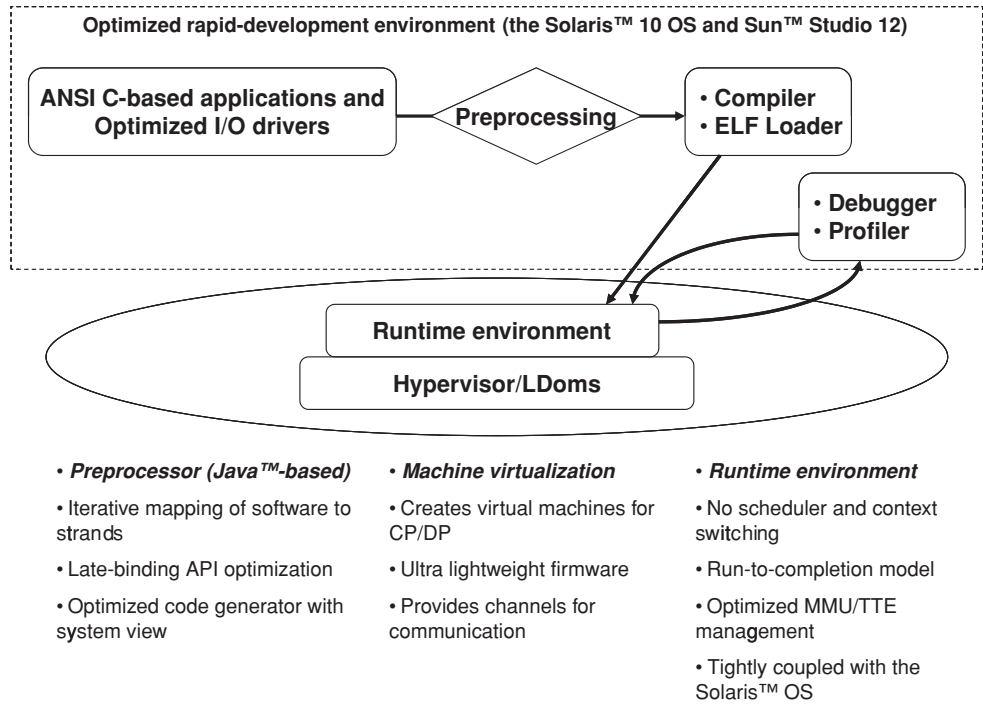 Optimized rapid-development environment (the Solaris™ 10 OS and Sun™ Studio 12)
ANSI C-based applications and
Optimized I/O drivers
Preprocessing
• Compiler
• ELF Loader
• Debugger
• Profiler
Runtime environment
Hypervisor/LDoms
• Preprocessor (Java™-based)
• Iterative mapping of software to
strands
• Late-binding API optimization
• Optimized code generator with
system view
• Machine virtualization
• Creates virtual machines for
CP/DP
• Ultra lightweight firmware
• Provides channels for
communication
• Runtime environment
• No scheduler and context
switching
• Run-to-completion model
• Optimized MMU/TTE
management
• Tightly coupled with the
Solaris™ OS